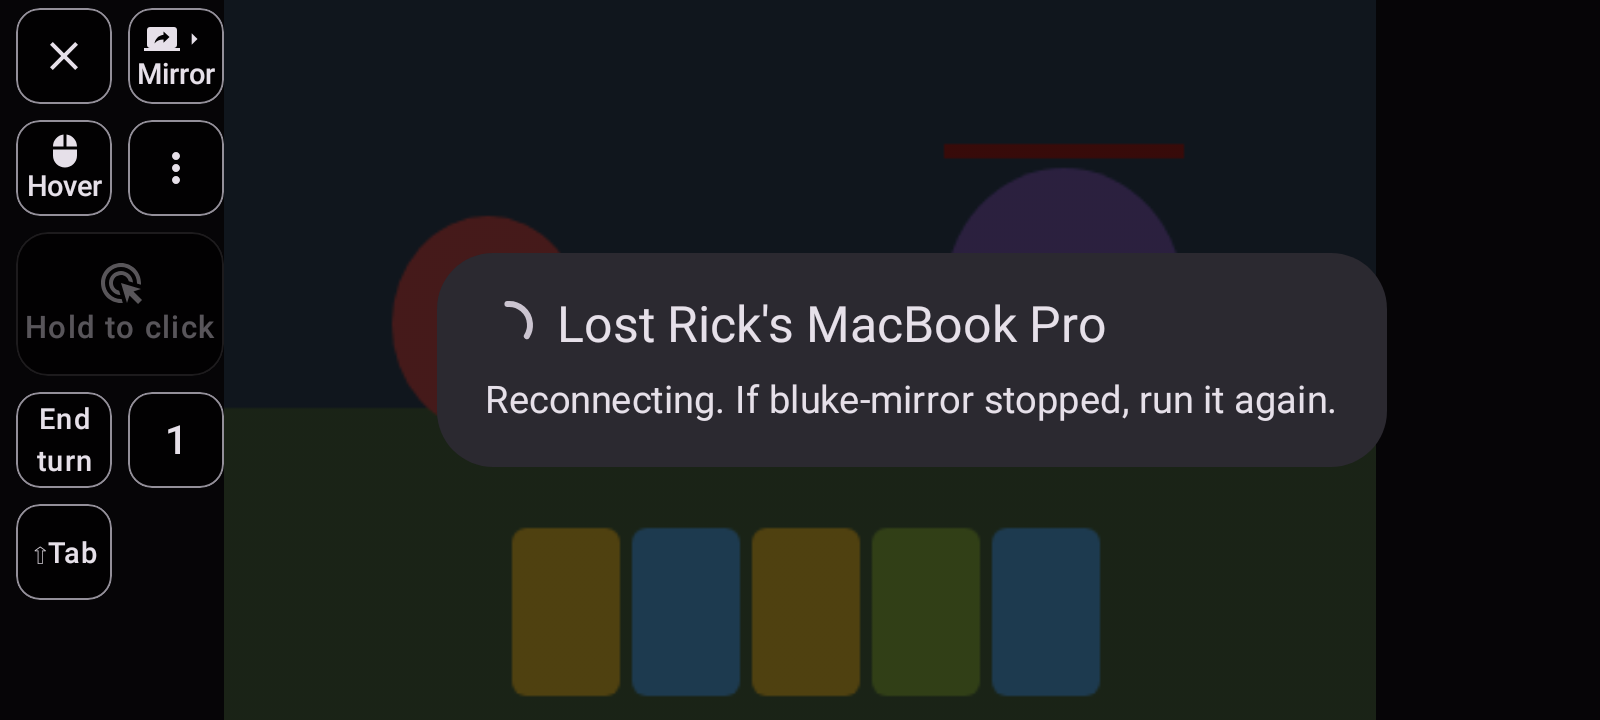 Mirror
Hover
Hold to click
End
turn
1
⇧Tab
Lost Rick's MacBook Pro
Reconnecting. If bluke-mirror stopped, run it again.